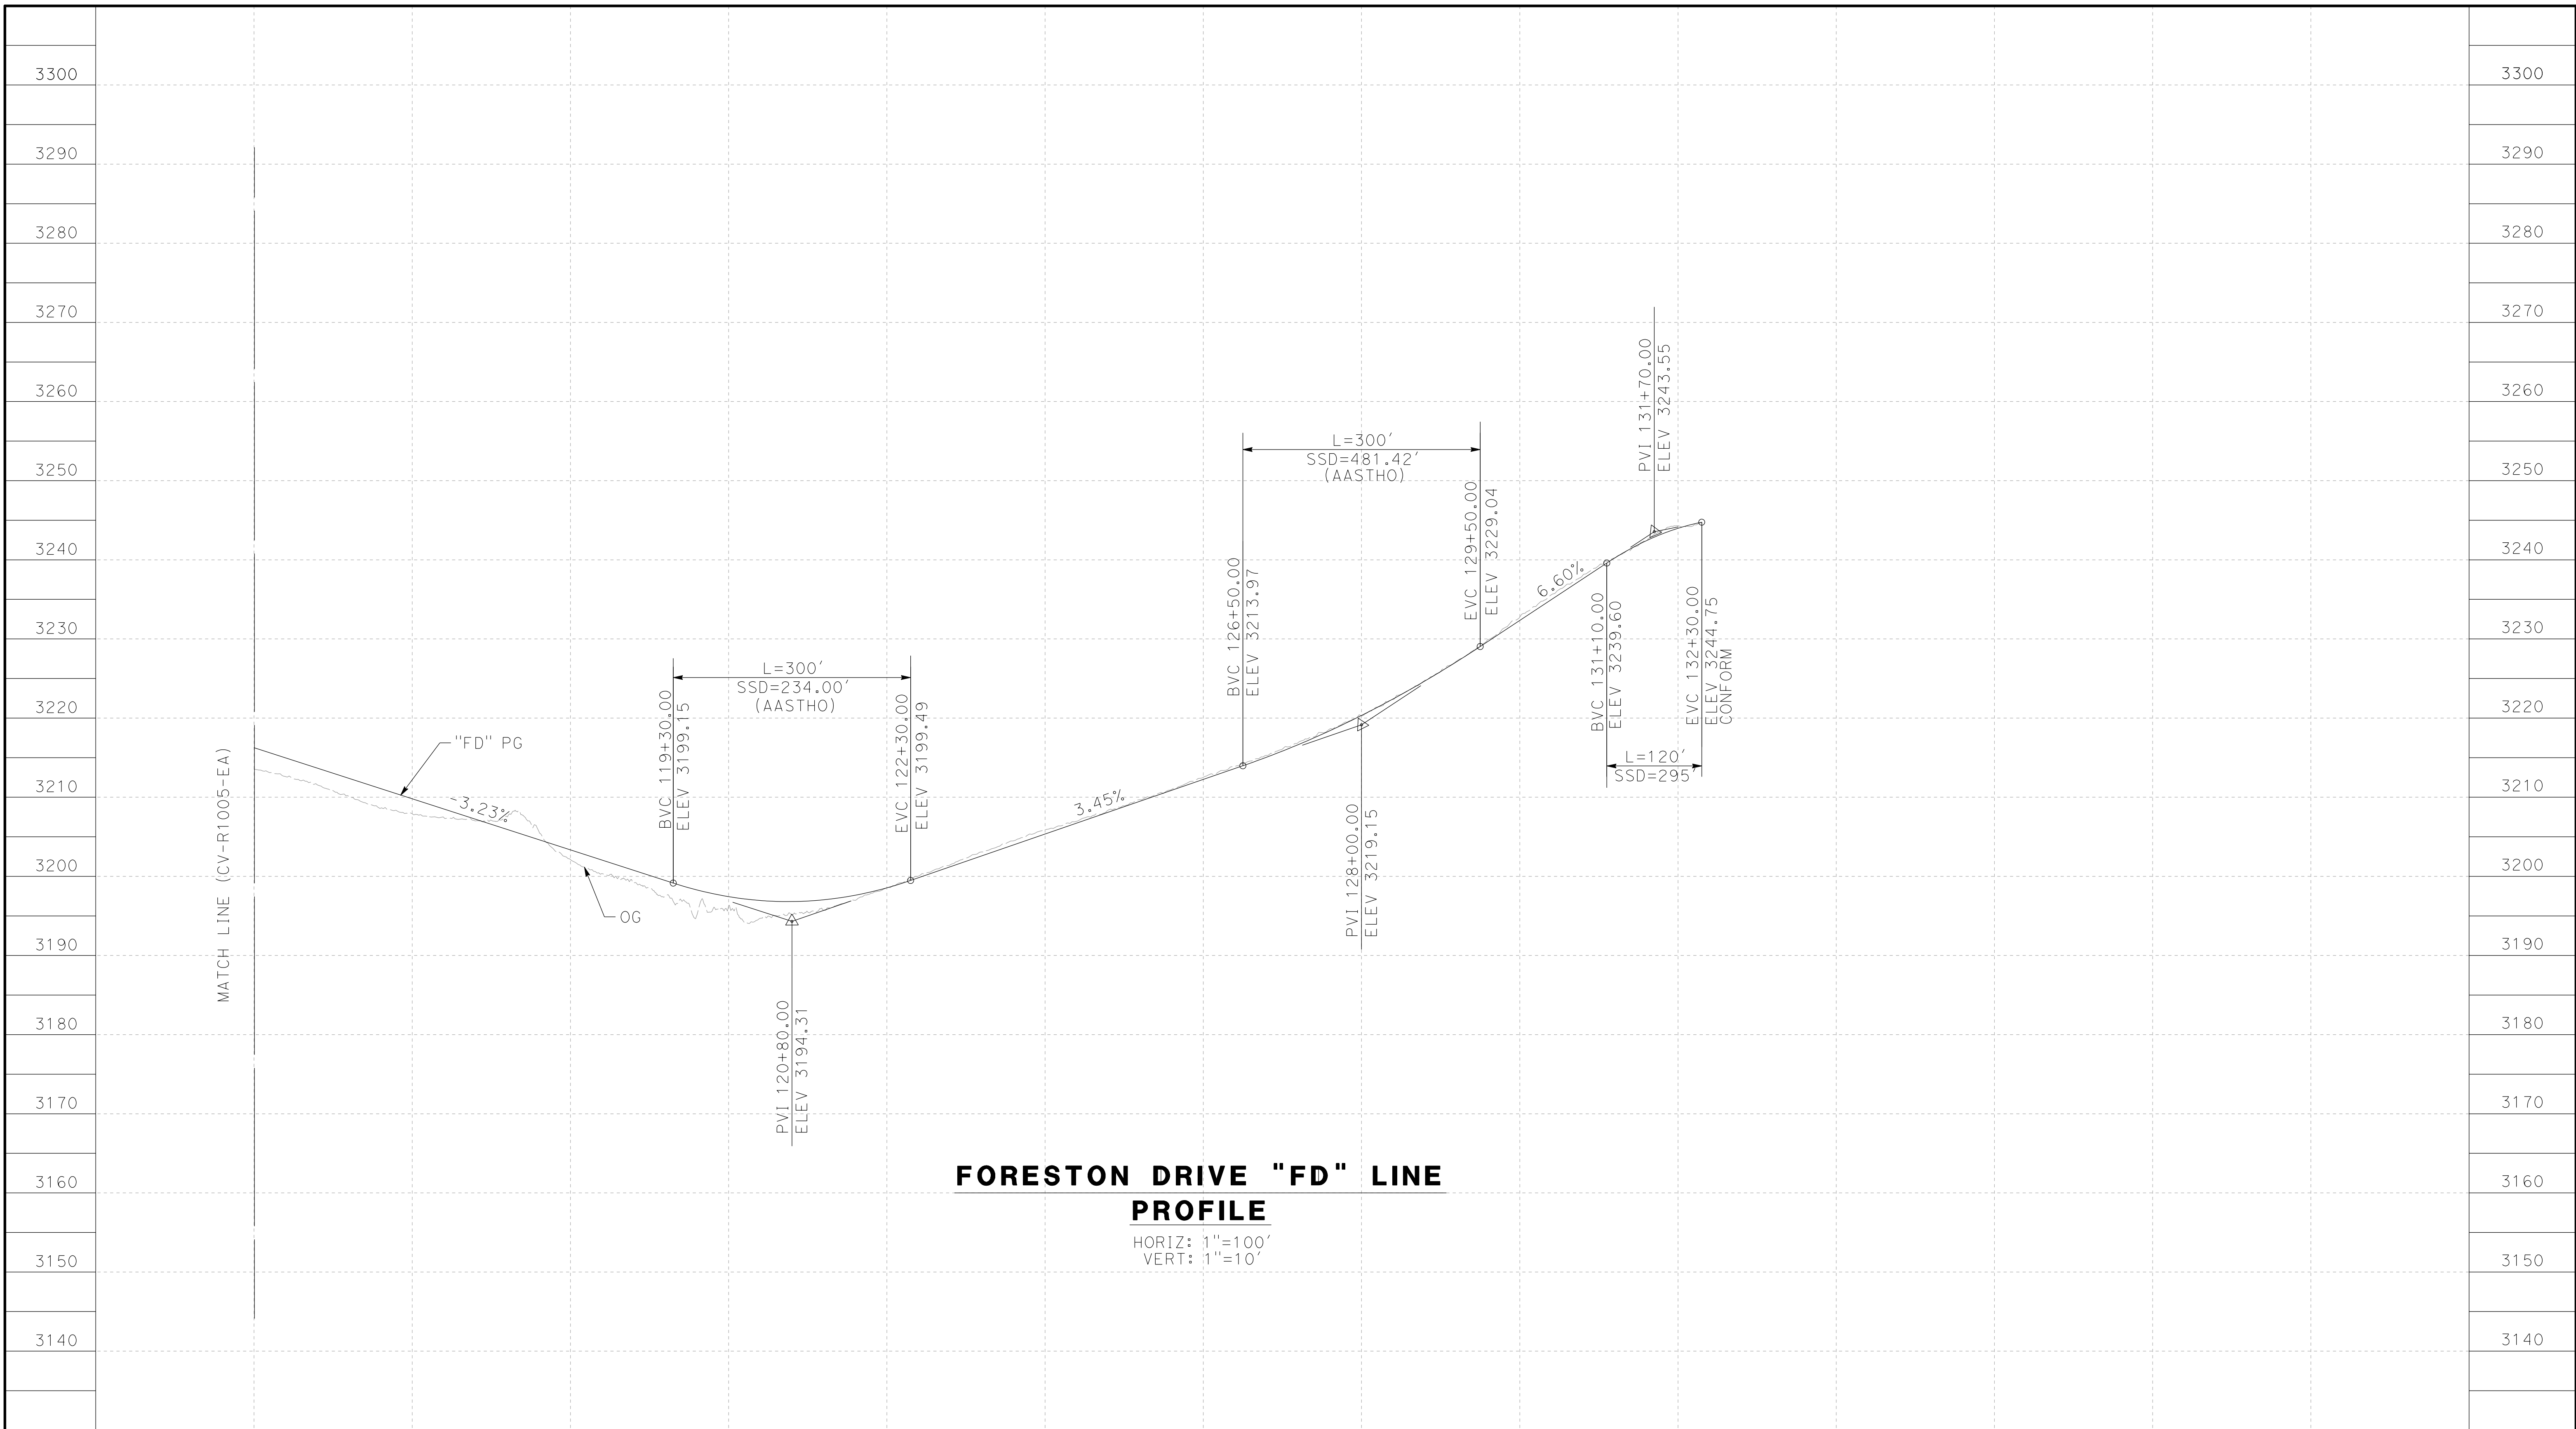 3300
3290
3280
3270
3260
3250
3240
3230
3220
3210
3200
3190
3180
3170
3160
3150
3140
MATCH LINE (CV-R1005-EA)
"FD" PG
-3.23%
OG
BVC 119+30.00
ELEV 3199.15
L=300'
SSD=234.00'
(AASTHO)
EVC 122+30.00
ELEV 3199.49
PVI 120+80.00
ELEV 3194.31
3.45%
BVC 126+50.00
ELEV 3213.97
L=300'
SSD=481.42'
(AASTHO)
EVC 129+50.00
ELEV 3229.04
PVI 128+00.00
ELEV 3219.15
6.60%
PVI 131+70.00
ELEV 3243.55
BVC 131+10.00
ELEV 3239.60
L=120'
SSD=295'
EVC 132+30.00
ELEV 3244.75
CONFORM
FORESTON DRIVE "FD" LINE
PROFILE
HORIZ: 1"=100'
VERT: 1"=10'
3300
3290
3280
3270
3260
3250
3240
3230
3220
3210
3200
3190
3180
3170
3160
3150
3140